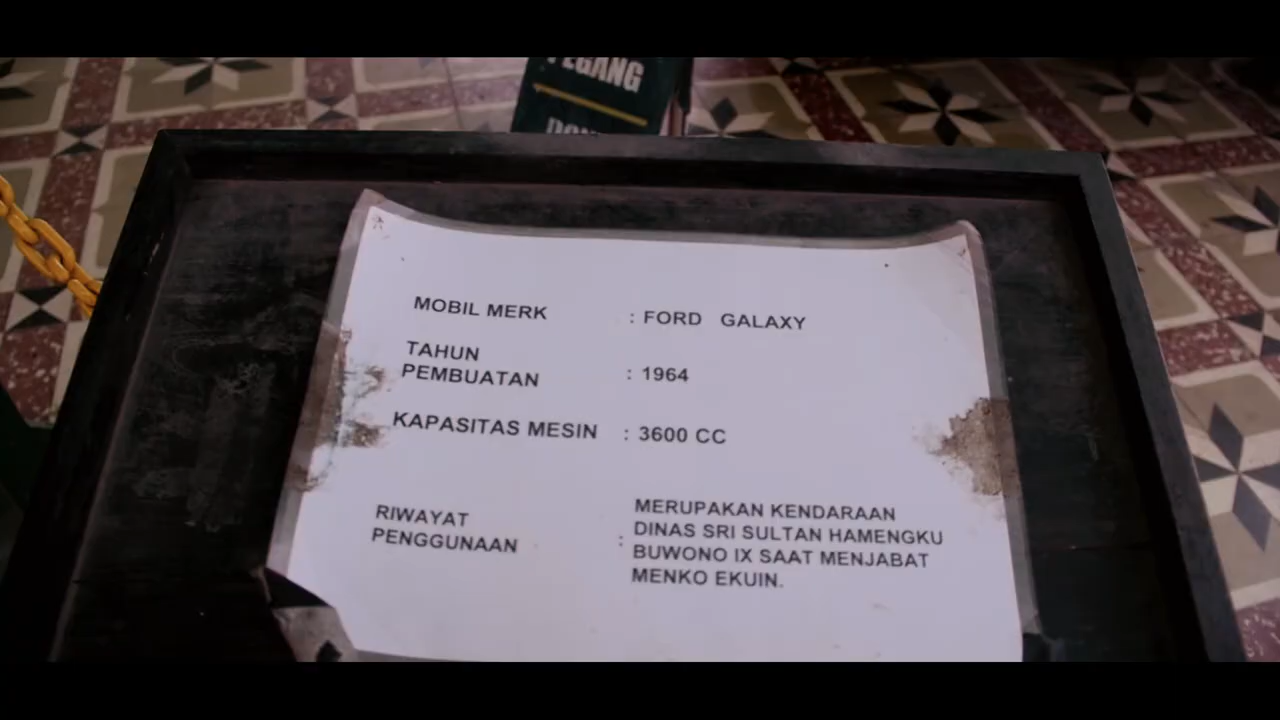 PEGANG
MOBIL MERK : FORD GALAXY
TAHUN
PEMBUATAN : 1964
KAPASITAS MESIN : 3600 CC
RIWAYAT
PENGGUNAAN :
MERUPAKAN KENDARAAN
DINAS SRI SULTAN HAMENGKU
BUWONO IX SAAT MENJABAT
MENKO EKUIN.